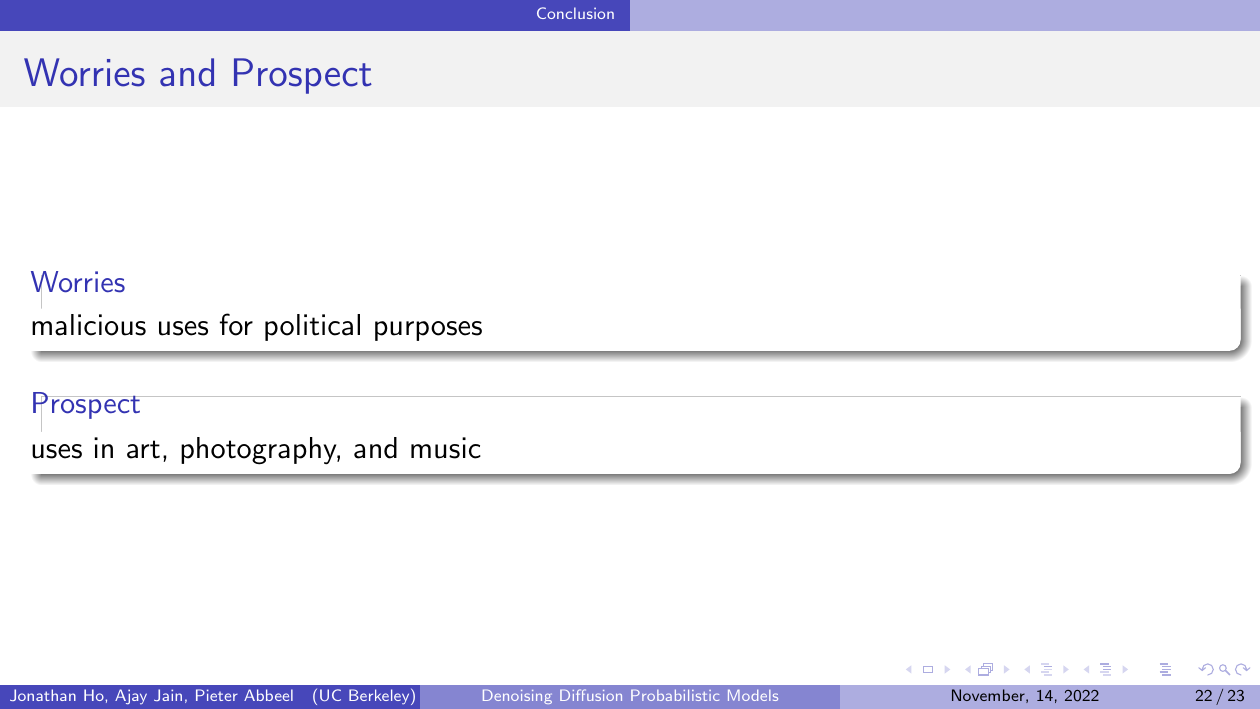 Conclusion
Worries and Prospect
Worries
malicious uses for political purposes
Prospect
uses in art, photography, and music
Jonathan Ho, Ajay Jain, Pieter Abbeel (UC Berkeley)
Denoising Diffusion Probabilistic Models
November, 14, 2022
22 / 23